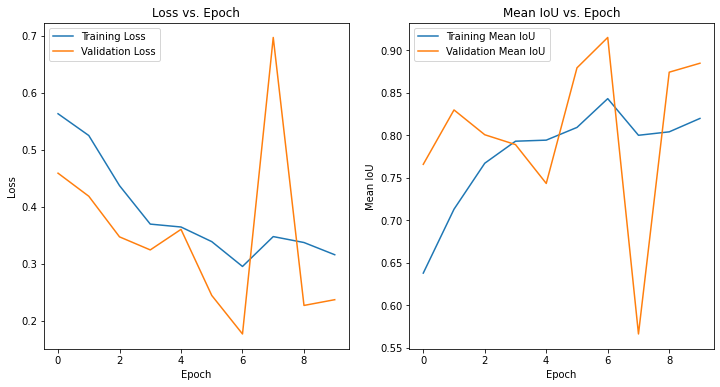 Loss vs. Epoch
Training Loss
Validation Loss
0.7
0.6
0.5
0.4
0.3
0.2
Loss
0
2
4
6
8
Epoch
Mean IoU vs. Epoch
Training Mean IoU
Validation Mean IoU
0.90
0.85
0.80
0.75
0.70
0.65
0.60
0.55
Mean IoU
0
2
4
6
8
Epoch